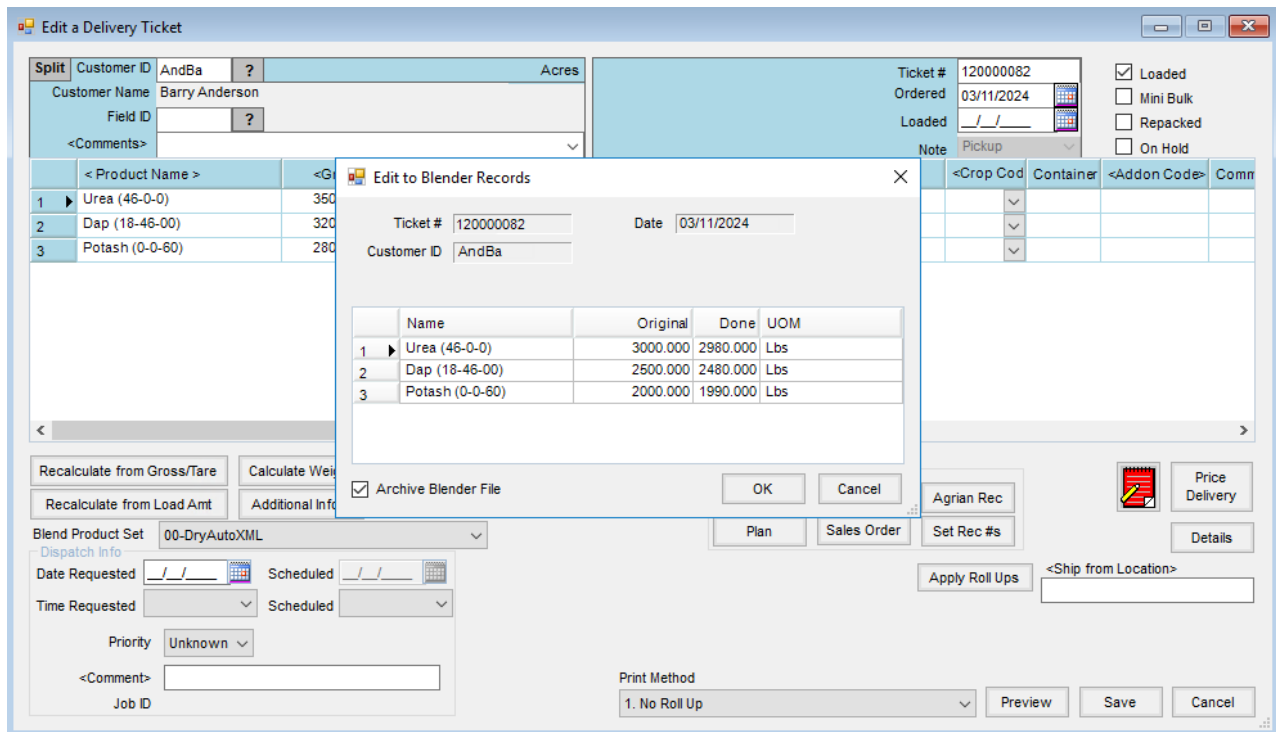 Edit a Delivery Ticket
Split Customer ID AndBa ? Acres
Customer Name Barry Anderson
Field ID ?
<Comments>
Ticket # 120000082
Ordered 03/11/2024
Loaded _/_/____
Note Pickup
Loaded
Mini Bulk
Repacked
On Hold
< Product Name > <Gr <Crop Cod Container <Addon Code> Comm
1 Urea (46-0-0) 350
2 Dap (18-46-00) 320
3 Potash (0-0-60) 280
Edit to Blender Records
Ticket # 120000082 Date 03/11/2024
Customer ID AndBa
Name Original Done UOM
1 Urea (46-0-0) 3000.000 2980.000 Lbs
2 Dap (18-46-00) 2500.000 2480.000 Lbs
3 Potash (0-0-60) 2000.000 1990.000 Lbs
Archive Blender File OK Cancel
Recalculate from Gross/Tare Calculate Wei
Recalculate from Load Amt Additional Info
Agrian Rec
Plan Sales Order Set Rec #s
Price Delivery
Details
Blend Product Set 00-DryAutoXML
Dispatch Info
Date Requested _/_/____ Scheduled _/_/____
Time Requested Scheduled
Priority Unknown
<Comment>
Job ID
Apply Roll Ups <Ship from Location>
Print Method
1. No Roll Up Preview Save Cancel